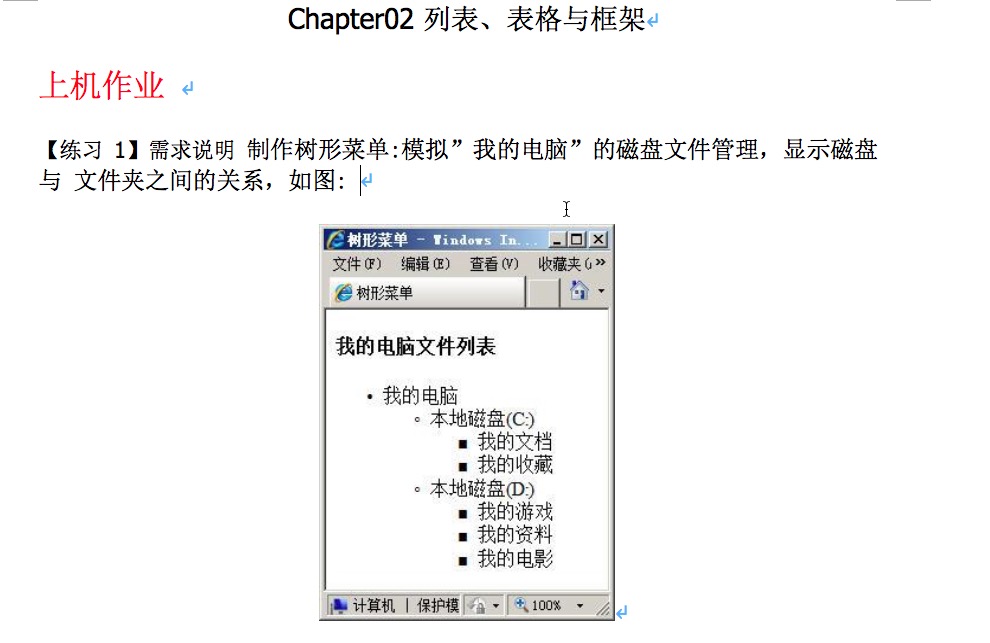 Chapter02 列表、表格与框架
上机作业
【练习 1】需求说明 制作树形菜单:模拟”我的电脑”的磁盘文件管理，显示磁盘
与 文件夹之间的关系，如图:
树形菜单 - Windows In...
文件(F) 编辑(E) 查看(V) 收藏夹( »
树形菜单
我的电脑文件列表
• 我的电脑
◦ 本地磁盘(C:)
▪ 我的文档
▪ 我的收藏
◦ 本地磁盘(D:)
▪ 我的游戏
▪ 我的资料
▪ 我的电影
计算机 | 保护模 100%